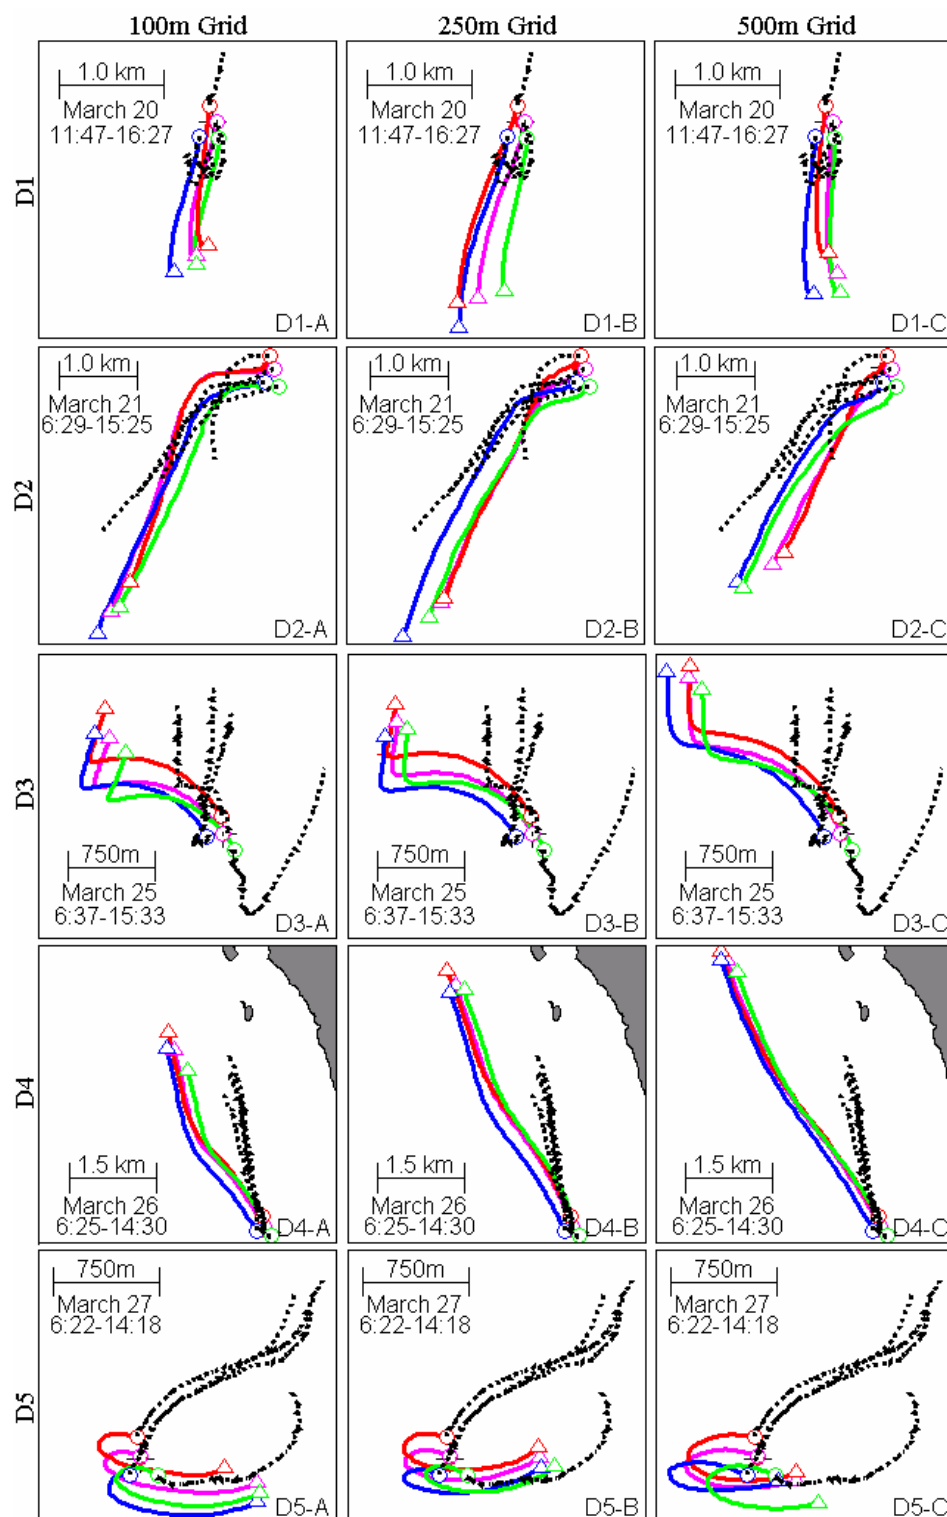 100m Grid 250m Grid 500m Grid
D1
1.0 km
March 20
11:47-16:27
D1-A
1.0 km
March 20
11:47-16:27
D1-B
1.0 km
March 20
11:47-16:27
D1-C
D2
1.0 km
March 21
6:29-15:25
D2-A
1.0 km
March 21
6:29-15:25
D2-B
1.0 km
March 21
6:29-15:25
D2-C
D3
750m
March 25
6:37-15:33
D3-A
750m
March 25
6:37-15:33
D3-B
750m
March 25
6:37-15:33
D3-C
D4
1.5 km
March 26
6:25-14:30
D4-A
1.5 km
March 26
6:25-14:30
D4-B
1.5 km
March 26
6:25-14:30
D4-C
D5
750m
March 27
6:22-14:18
D5-A
750m
March 27
6:22-14:18
D5-B
750m
March 27
6:22-14:18
D5-C